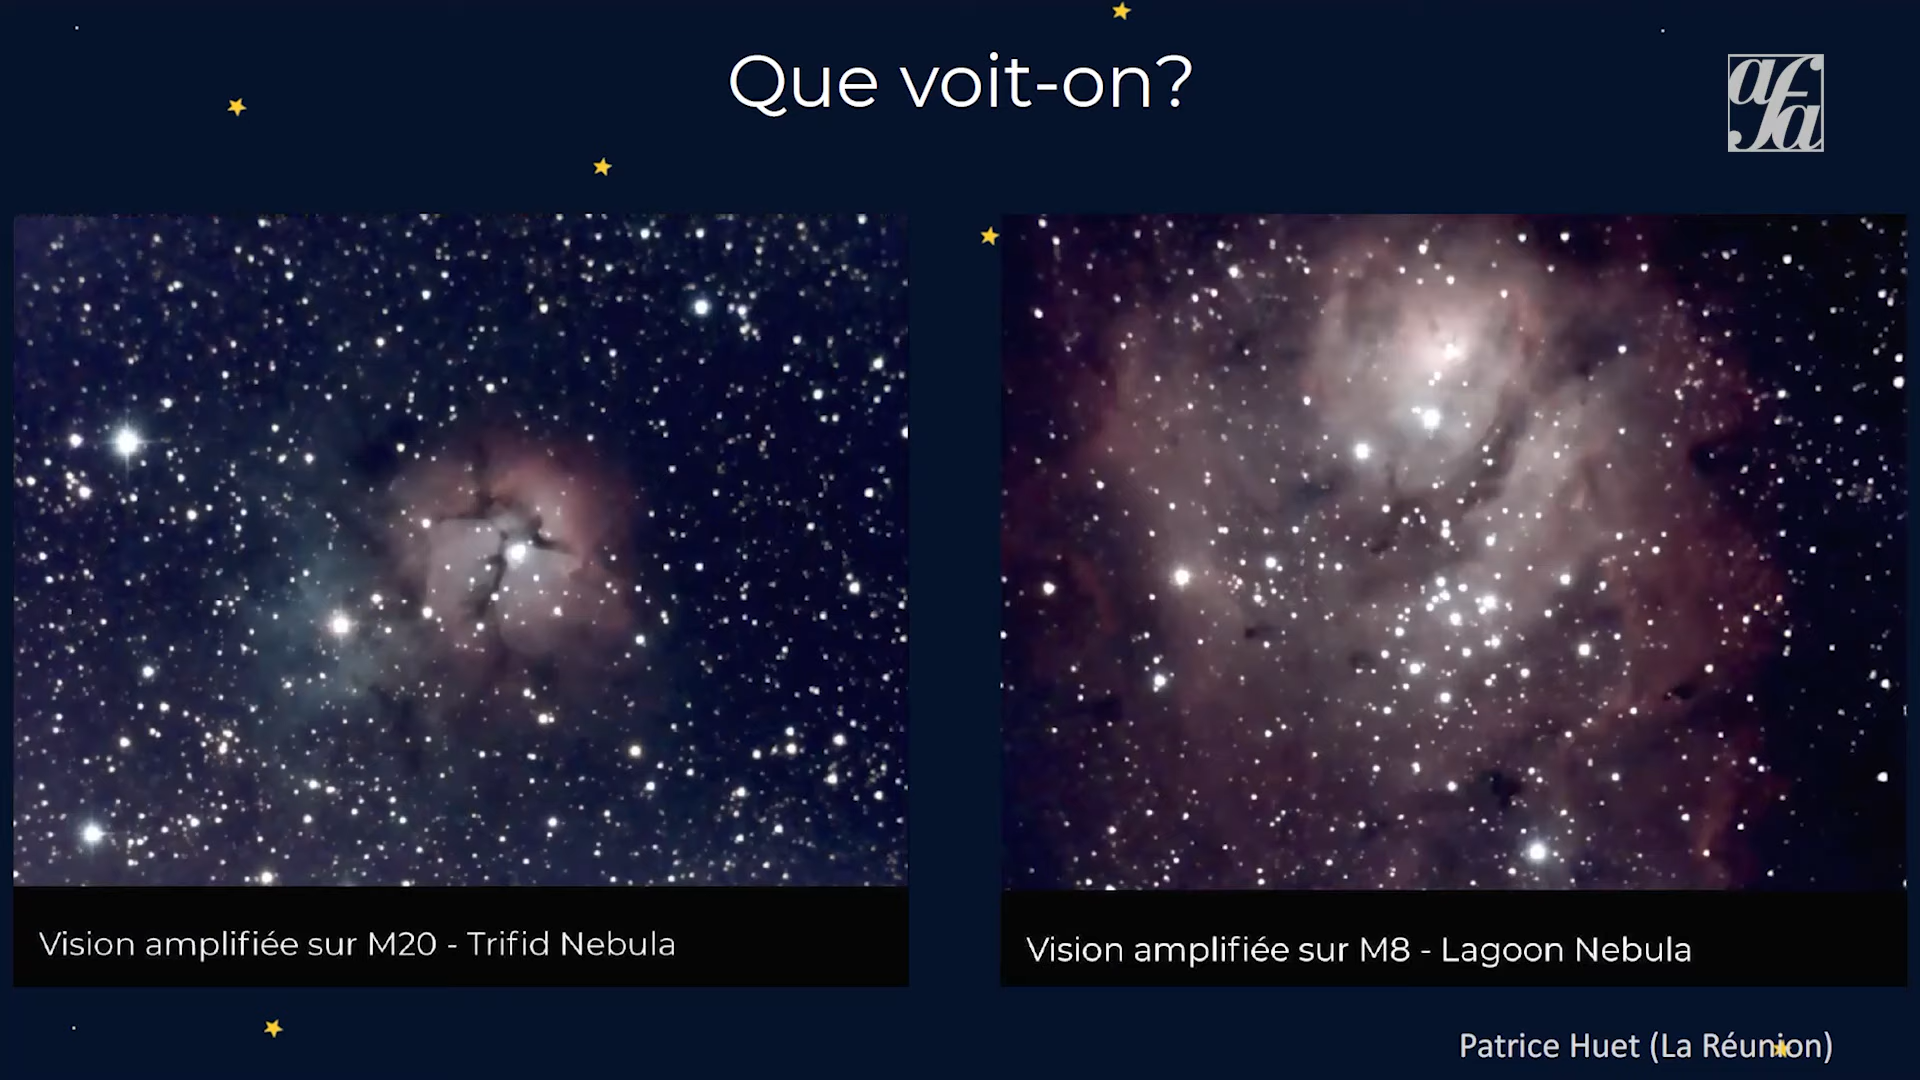 Que voit-on?
afa
Vision amplifiée sur M20 - Trifid Nebula
Vision amplifiée sur M8 - Lagoon Nebula
Patrice Huet (La Réunion)